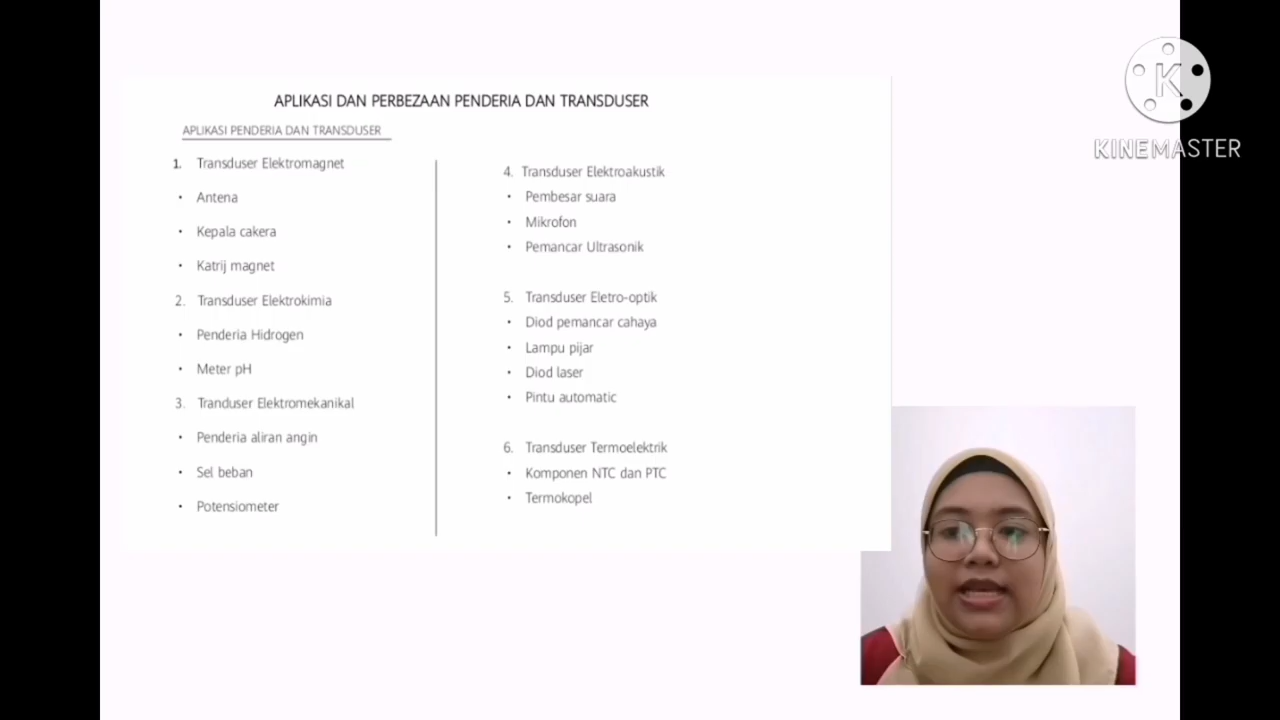 APLIKASI DAN PERBEZAAN PENDERIA DAN TRANSDUSER
APLIKASI PENDERIA DAN TRANSDUSER
1. Transduser Elektromagnet
• Antena
• Kepala cakera
• Katrij magnet
2. Transduser Elektrokimia
• Penderia Hidrogen
• Meter pH
3. Tranduser Elektromekanikal
• Penderia aliran angin
• Sel beban
• Potensiometer
4. Transduser Elektroakustik
• Pembesar suara
• Mikrofon
• Pemancar Ultrasonik
5. Transduser Eletro-optik
• Diod pemancar cahaya
• Lampu pijar
• Diod laser
• Pintu automatic
6. Transduser Termoelektrik
• Komponen NTC dan PTC
• Termokopel
K
KINEMASTER